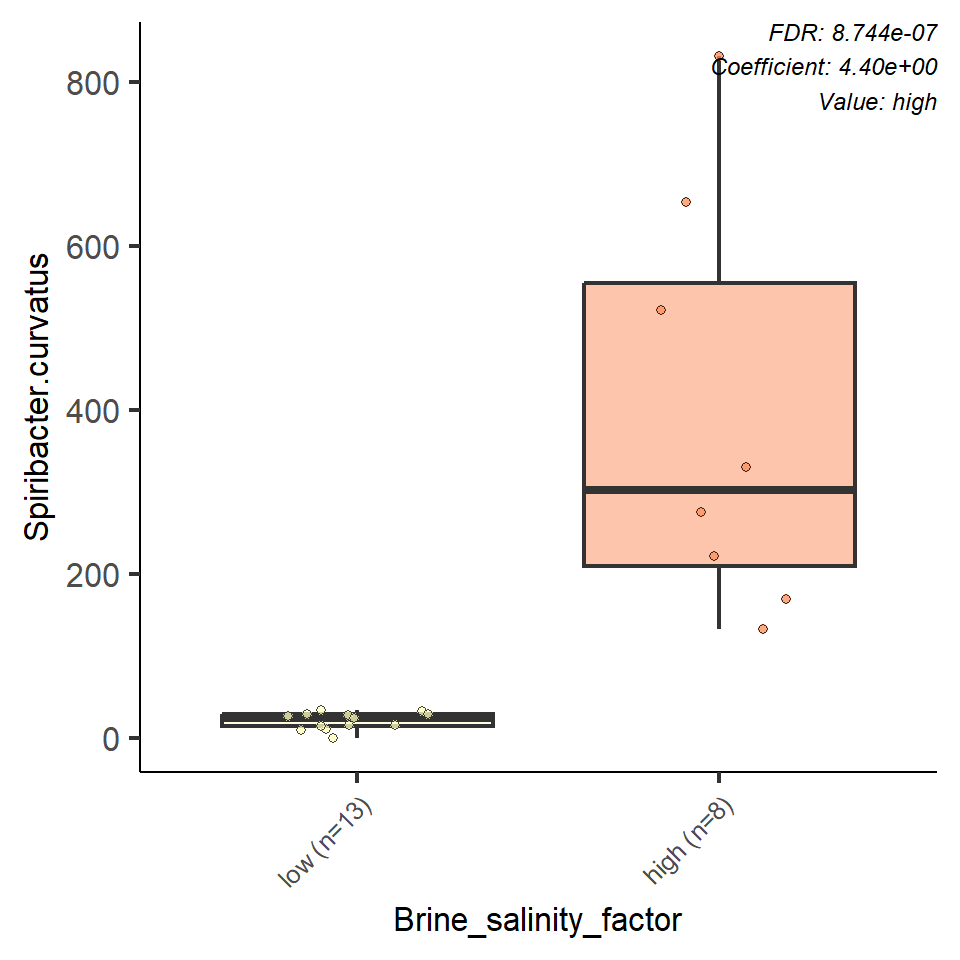 FDR: 8.744e-07
Coefficient: 4.40e+00
Value: high
800
600
400
200
0
Spiribacter.curvatus
low (n=13)
high (n=8)
Brine_salinity_factor